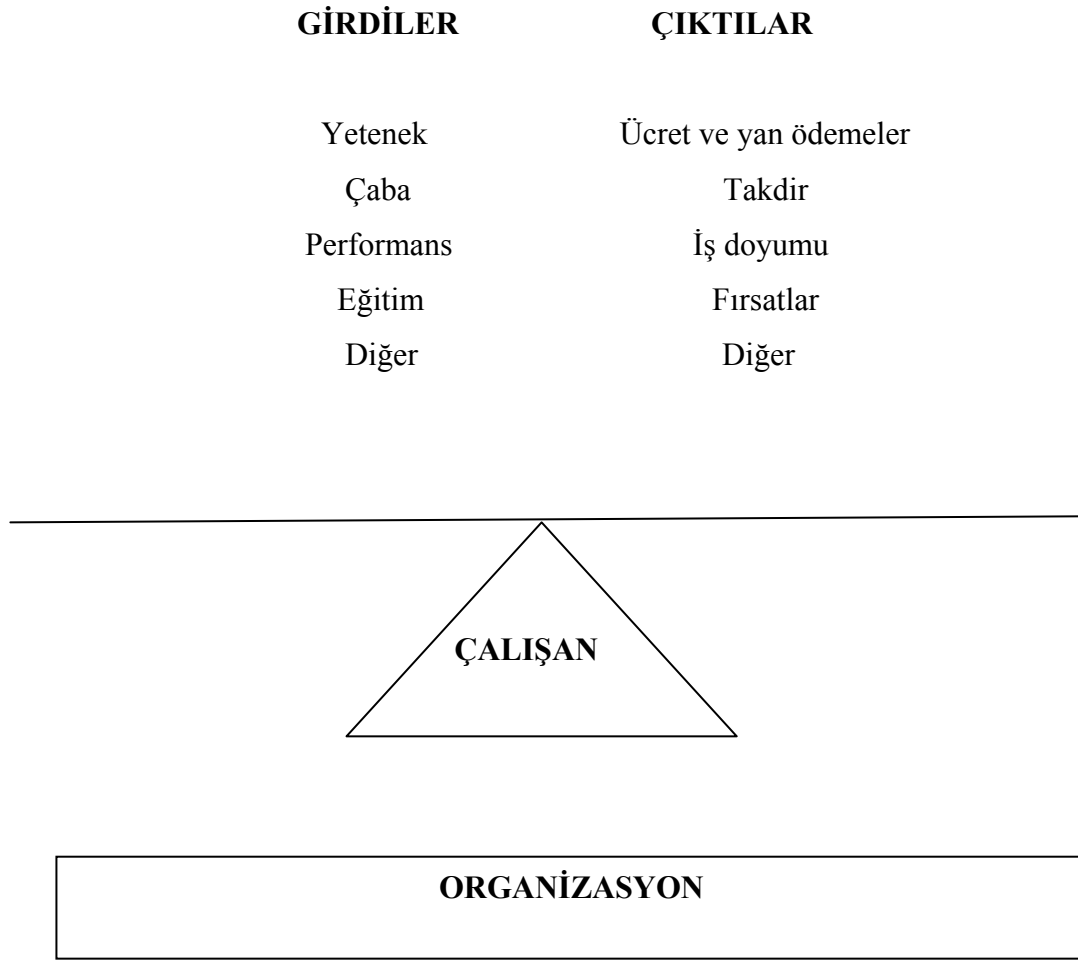 GİRDİLER ÇIKTILAR
Yetenek Ücret ve yan ödemeler
Çaba Takdir
Performans İş doyumu
Eğitim Fırsatlar
Diğer Diğer
ÇALIŞAN
ORGANİZASYON